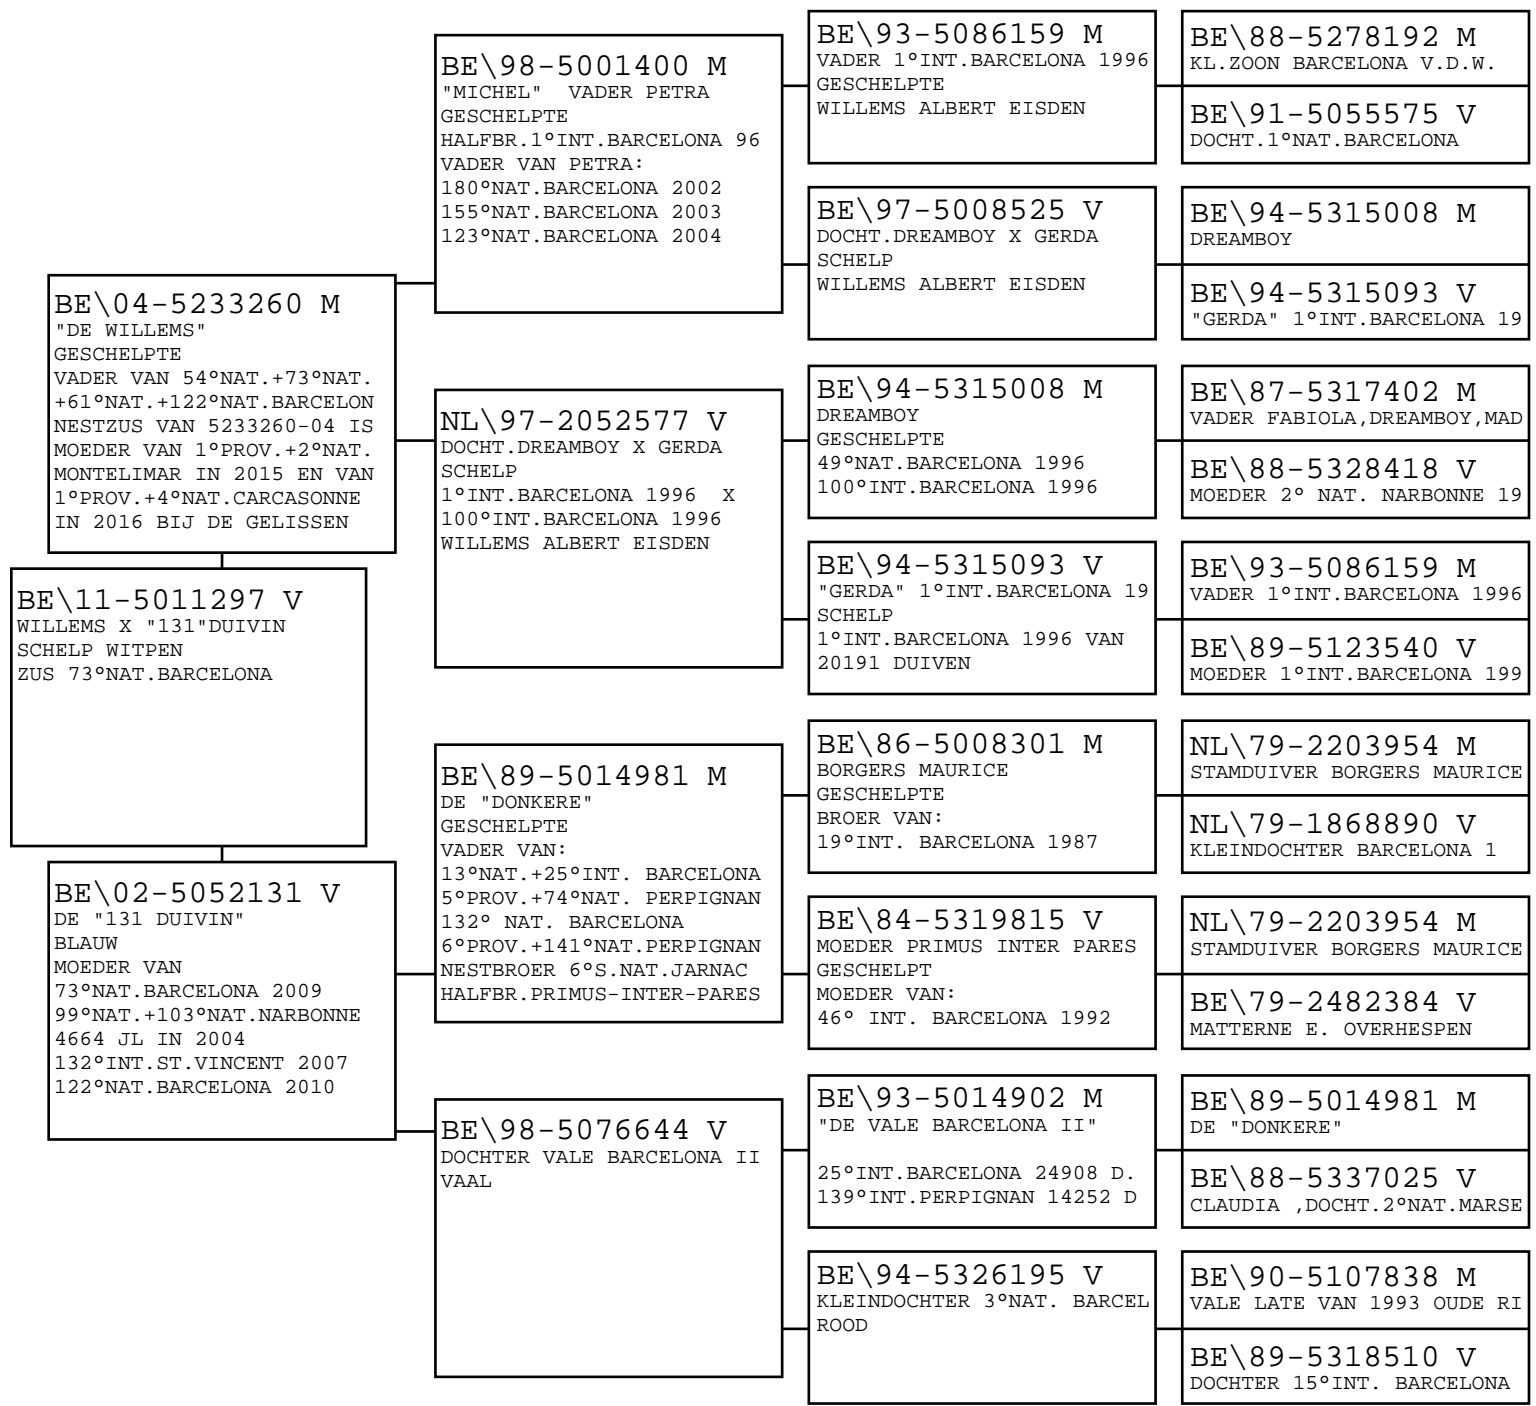 BE\11-5011297 V
WILLEMS X "131"DUIVIN
SCHELP WITPEN
ZUS 73°NAT.BARCELONA
BE\04-5233260 M
"DE WILLEMS"
GESCHELPTE
VADER VAN 54°NAT.+73°NAT.
+61°NAT.+122°NAT.BARCELON
NESTZUS VAN 5233260-04 IS
MOEDER VAN 1°PROV.+2°NAT.
MONTELIMAR IN 2015 EN VAN
1°PROV.+4°NAT.CARCASONNE
IN 2016 BIJ DE GELISSEN
BE\02-5052131 V
DE "131 DUIVIN"
BLAUW
MOEDER VAN
73°NAT.BARCELONA 2009
99°NAT.+103°NAT.NARBONNE
4664 JL IN 2004
132°INT.ST.VINCENT 2007
122°NAT.BARCELONA 2010
BE\98-5001400 M
"MICHEL"  VADER PETRA
GESCHELPTE
HALFBR.1°INT.BARCELONA 96
VADER VAN PETRA:
180°NAT.BARCELONA 2002
155°NAT.BARCELONA 2003
123°NAT.BARCELONA 2004
NL\97-2052577 V
DOCHT.DREAMBOY X GERDA
SCHELP
1°INT.BARCELONA 1996  X
100°INT.BARCELONA 1996
WILLEMS ALBERT EISDEN
BE\89-5014981 M
DE "DONKERE"
GESCHELPTE
VADER VAN:
13°NAT.+25°INT. BARCELONA
5°PROV.+74°NAT. PERPIGNAN
132° NAT. BARCELONA
6°PROV.+141°NAT.PERPIGNAN
NESTBROER 6°S.NAT.JARNAC
HALFBR.PRIMUS-INTER-PARES
BE\98-5076644 V
DOCHTER VALE BARCELONA II
VAAL
BE\93-5086159 M
VADER 1°INT.BARCELONA 1996
GESCHELPTE
WILLEMS ALBERT EISDEN
BE\97-5008525 V
DOCHT.DREAMBOY X GERDA
SCHELP
WILLEMS ALBERT EISDEN
BE\94-5315008 M
DREAMBOY
GESCHELPTE
49°NAT.BARCELONA 1996
100°INT.BARCELONA 1996
BE\94-5315093 V
"GERDA" 1°INT.BARCELONA 19
SCHELP
1°INT.BARCELONA 1996 VAN
20191 DUIVEN
BE\86-5008301 M
BORGERS MAURICE
GESCHELPTE
BROER VAN:
19°INT. BARCELONA 1987
BE\84-5319815 V
MOEDER PRIMUS INTER PARES
GESCHELPT
MOEDER VAN:
46° INT. BARCELONA 1992
BE\93-5014902 M
"DE VALE BARCELONA II"
25°INT.BARCELONA 24908 D.
139°INT.PERPIGNAN 14252 D
BE\94-5326195 V
KLEINDOCHTER 3°NAT. BARCEL
ROOD
BE\88-5278192 M
KL.ZOON BARCELONA V.D.W.
BE\91-5055575 V
DOCHT.1°NAT.BARCELONA
BE\94-5315008 M
DREAMBOY
BE\94-5315093 V
"GERDA" 1°INT.BARCELONA 19
BE\87-5317402 M
VADER FABIOLA,DREAMBOY,MAD
BE\88-5328418 V
MOEDER 2° NAT. NARBONNE 19
BE\93-5086159 M
VADER 1°INT.BARCELONA 1996
BE\89-5123540 V
MOEDER 1°INT.BARCELONA 199
NL\79-2203954 M
STAMDUIVER BORGERS MAURICE
NL\79-1868890 V
KLEINDOCHTER BARCELONA 1
NL\79-2203954 M
STAMDUIVER BORGERS MAURICE
BE\79-2482384 V
MATTERNE E. OVERHESPEN
BE\89-5014981 M
DE "DONKERE"
BE\88-5337025 V
CLAUDIA ,DOCHT.2°NAT.MARSE
BE\90-5107838 M
VALE LATE VAN 1993 OUDE RI
BE\89-5318510 V
DOCHTER 15°INT. BARCELONA